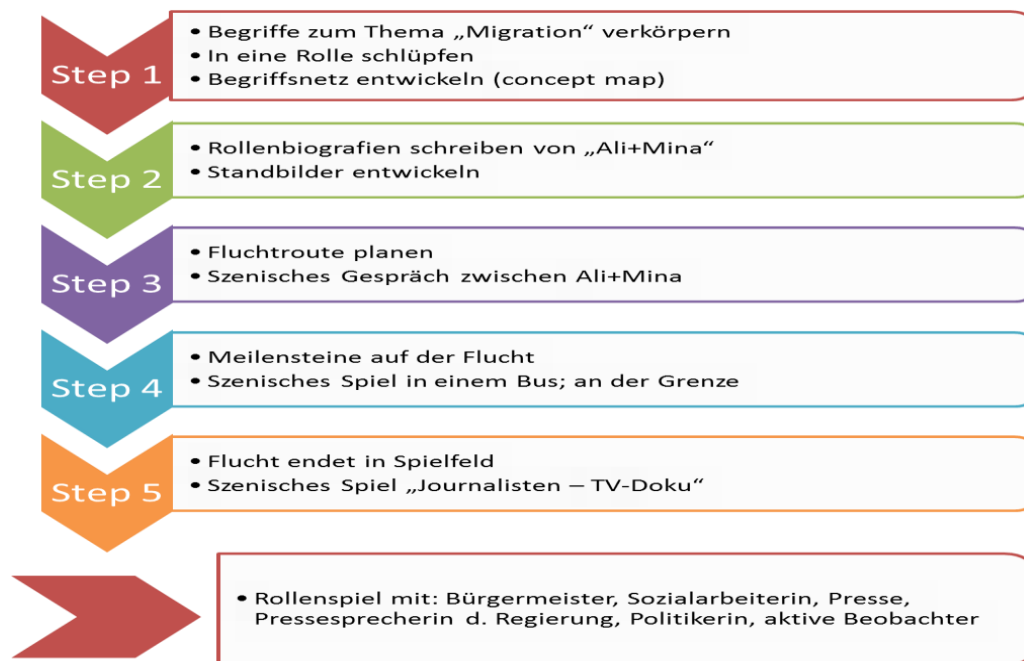 Step 1
• Begriffe zum Thema „Migration“ verkörpern
• In eine Rolle schlüpfen
• Begriffsnetz entwickeln (concept map)
Step 2
• Rollenbiografien schreiben von „Ali+Mina“
• Standbilder entwickeln
Step 3
• Fluchtroute planen
• Szenisches Gespräch zwischen Ali+Mina
Step 4
• Meilensteine auf der Flucht
• Szenisches Spiel in einem Bus; an der Grenze
Step 5
• Flucht endet in Spielfeld
• Szenisches Spiel „Journalisten – TV-Doku“
• Rollenspiel mit: Bürgermeister, Sozialarbeiterin, Presse,
Pressesprecherin d. Regierung, Politikerin, aktive Beobachter